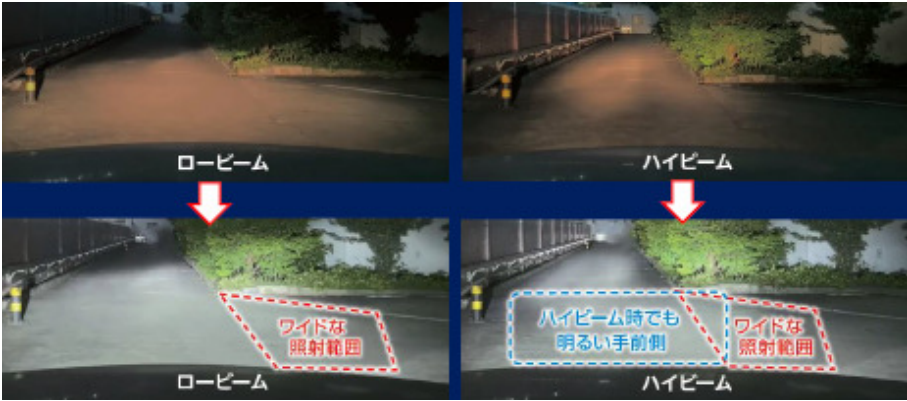 ロービーム
ハイビーム
ワイドな
照射範囲
ロービーム
ハイビーム時でも
明るい手前側
ワイドな
照射範囲
ハイビーム